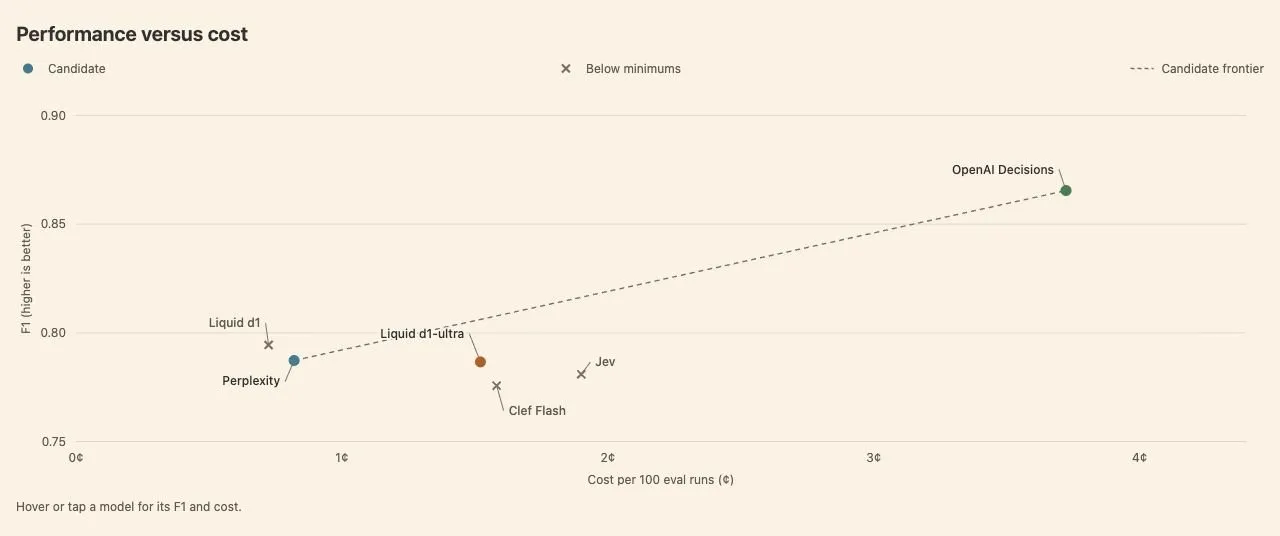 Performance versus cost
Candidate
Below minimums
Candidate frontier
0.90
OpenAI Decisions
0.85
F1 (higher is better)
Liquid d1
0.80
Liquid d1-ultra
Jev
Perplexity
Clef Flash
0.75
0¢ 1¢ 2¢ 3¢ 4¢
Cost per 100 eval runs (¢)
Hover or tap a model for its F1 and cost.